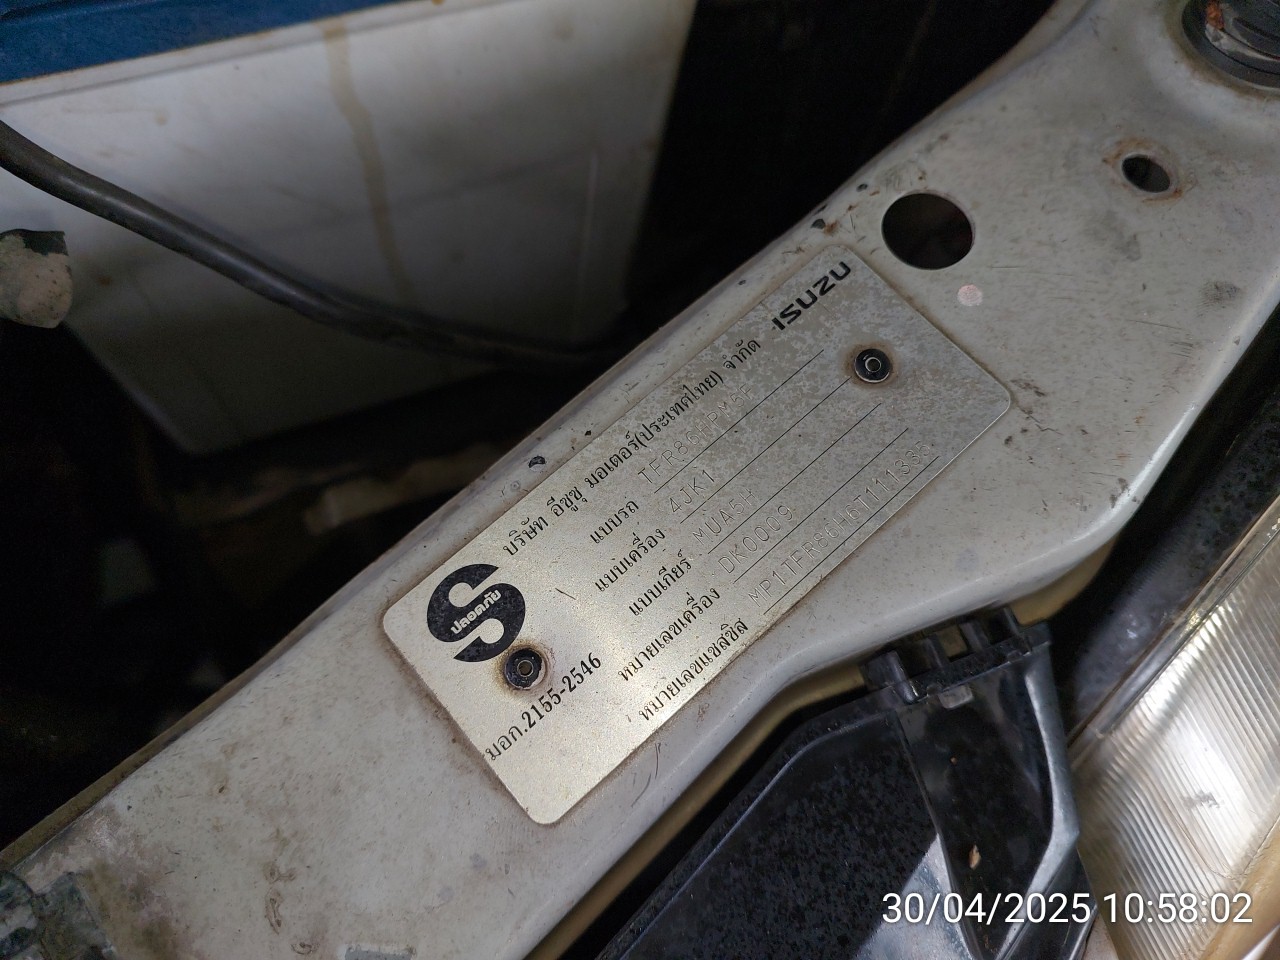 ISUZU
บริษัท อีซูซุ มอเตอร์(ประเทศไทย) จำกัด
แบบรถ TFR86HPM5E
แบบเครื่อง 4JK1
แบบเกียร์ MUA5H
หมายเลขเครื่อง DK0009
หมายเลขแชสซิส MP1TFR86H6T111335
ปลอดภัย
มอก.2155-2546
30/04/2025 10:58:02